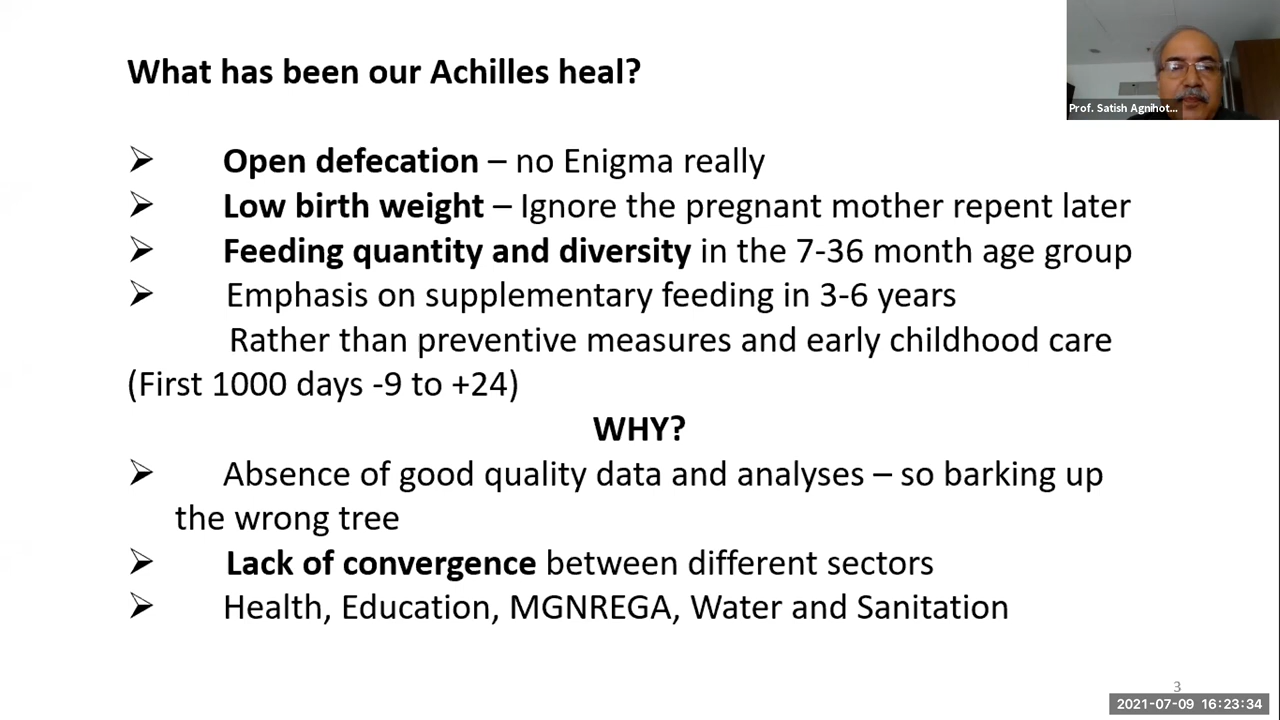 What has been our Achilles heal?
Prof. Satish Agnihot...
➢ Open defecation – no Enigma really
➢ Low birth weight – Ignore the pregnant mother repent later
➢ Feeding quantity and diversity in the 7-36 month age group
➢ Emphasis on supplementary feeding in 3-6 years
Rather than preventive measures and early childhood care
(First 1000 days -9 to +24)
WHY?
➢ Absence of good quality data and analyses – so barking up
the wrong tree
➢ Lack of convergence between different sectors
➢ Health, Education, MGNREGA, Water and Sanitation
3
2021-07-09 16:23:34